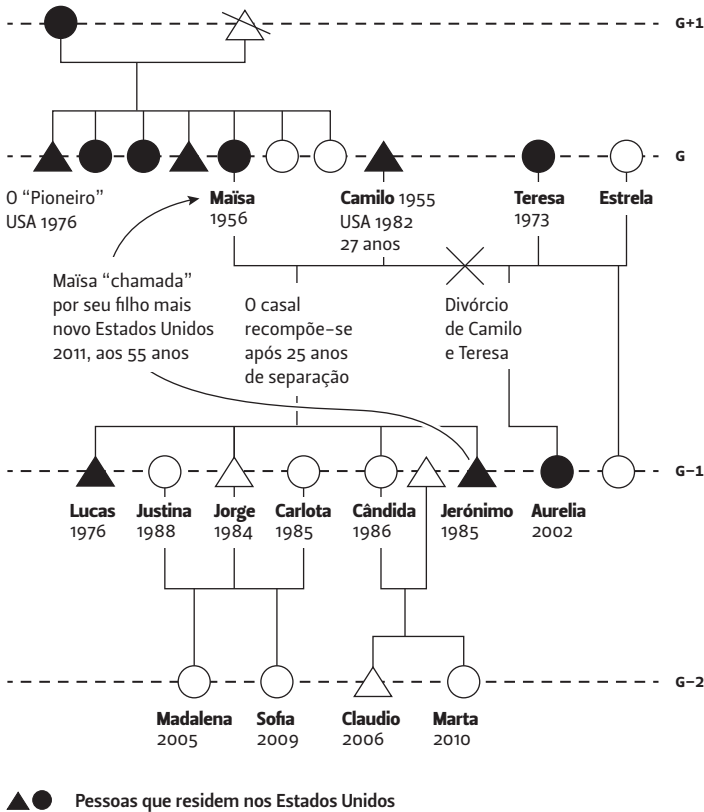 G+1
G
O “Pioneiro”
USA 1976
Maïsa
1956
Camilo 1955
USA 1982
27 anos
Teresa
1973
Estrela
Maïsa “chamada”
por seu filho mais
novo Estados Unidos
2011, aos 55 anos
O casal
recompõe-se
após 25 anos
de separação
Divórcio
de Camilo
e Teresa
G–1
Lucas
1976
Justina
1988
Jorge
1984
Carlota
1985
Cândida
1986
Jerónimo
1985
Aurelia
2002
G–2
Madalena
2005
Sofia
2009
Claudio
2006
Marta
2010
Pessoas que residem nos Estados Unidos